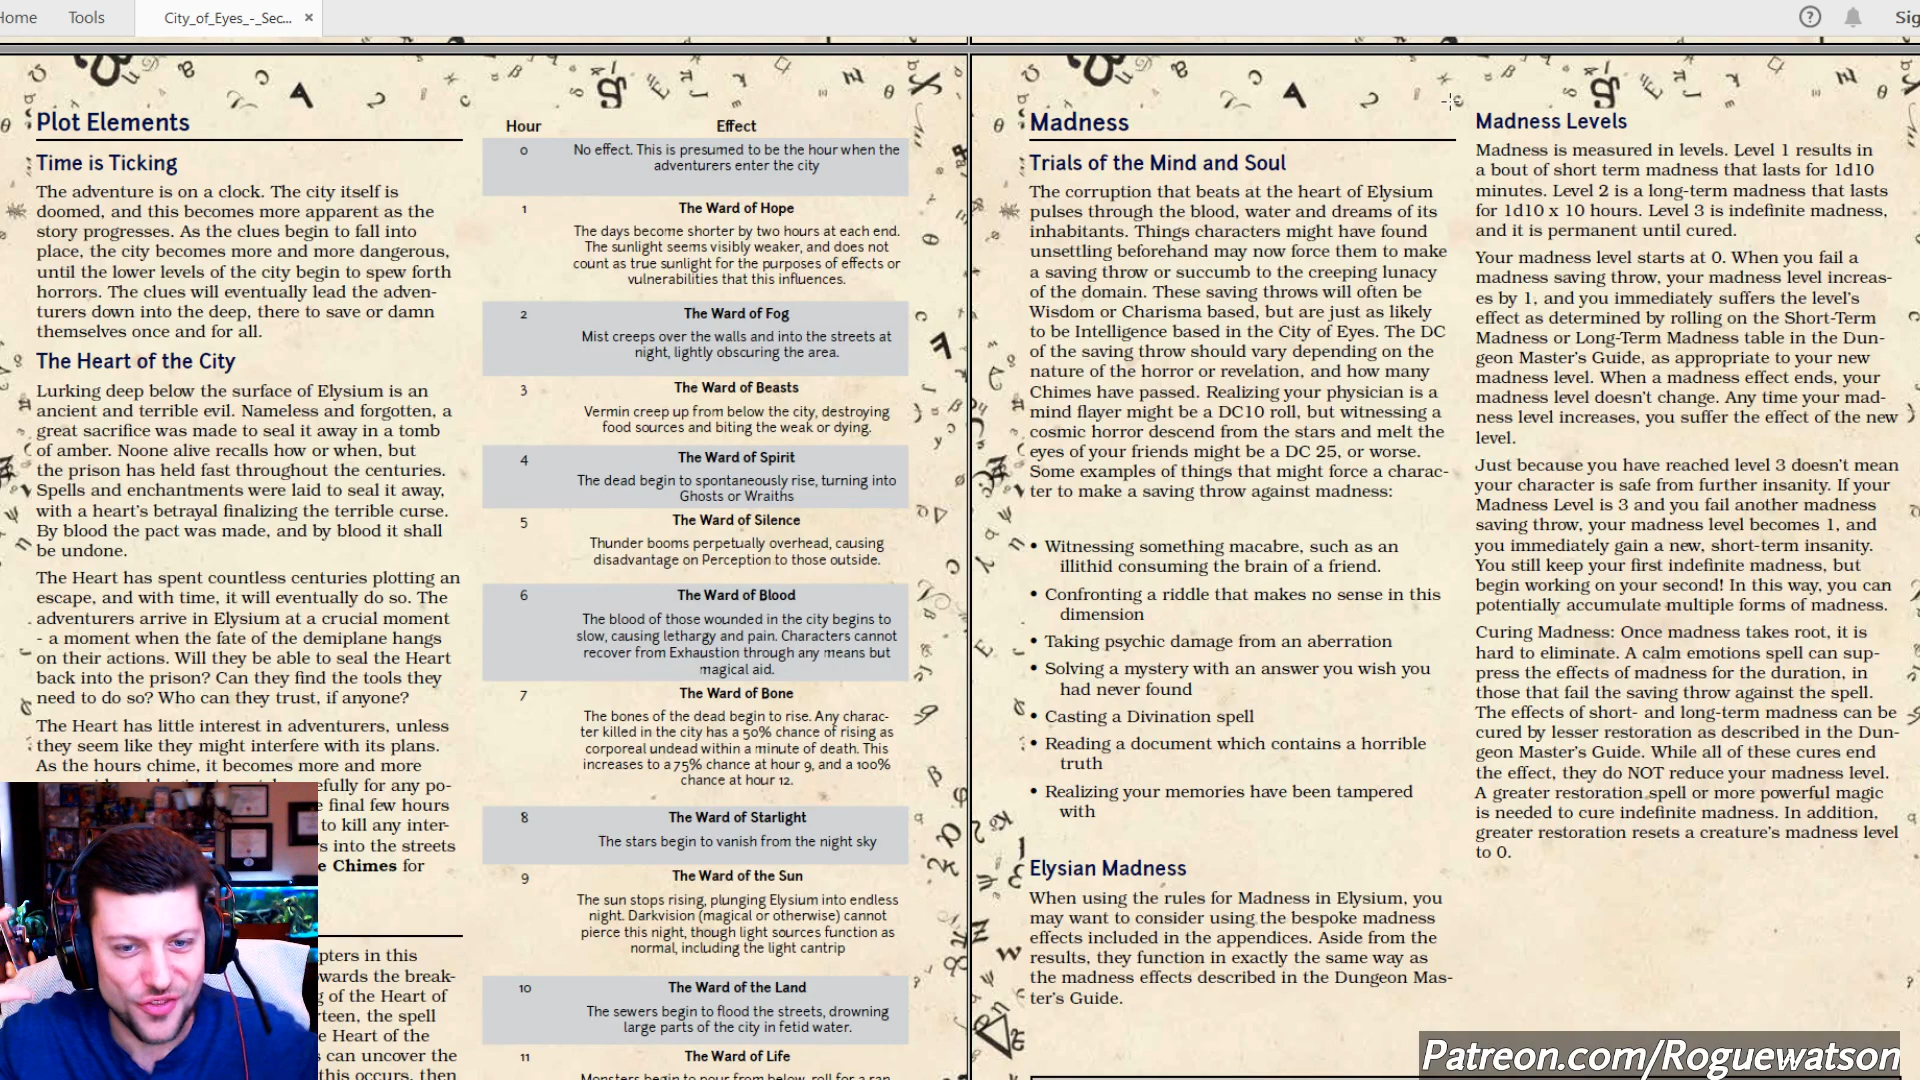 Home
Tools
City_of_Eyes_-_Sec...
×
?
Sig
Plot Elements
Time is Ticking
The adventure is on a clock. The city itself is
doomed, and this becomes more apparent as the
story progresses. As the clues begin to fall into
place, the city becomes more and more dangerous,
until the lower levels of the city begin to spew forth
horrors. The clues will eventually lead the adven-
turers down into the deep, there to save or damn
themselves once and for all.
The Heart of the City
Lurking deep below the surface of Elysium is an
ancient and terrible evil. Nameless and forgotten, a
great sacrifice was made to seal it away in a tomb
of amber. Noone alive recalls how or when, but
the prison has held fast throughout the centuries.
Spells and enchantments were laid to seal it away,
with a heart's betrayal finalizing the terrible curse.
By blood the pact was made, and by blood it shall
be undone.
The Heart has spent countless centuries plotting an
escape, and with time, it will eventually do so. The
adventurers arrive in Elysium at a crucial moment
- a moment when the fate of the demiplane hangs
on their actions. Will they be able to seal the Heart
back into the prison? Can they find the tools they
need to do so? Who can they trust, if anyone?
The Heart has little interest in adventurers, unless
they seem like they might interfere with its plans.
As the hours chime, it becomes more and more
efully for any po-
e final few hours
to kill any inter-
s into the streets
e Chimes for
pters in this
wards the break-
g of the Heart of
rteen, the spell
e Heart of the
s can uncover the
this occurs, then
Hour Effect
0 No effect. This is presumed to be the hour when the
adventurers enter the city
1 The Ward of Hope
The days become shorter by two hours at each end.
The sunlight seems visibly weaker, and does not
count as true sunlight for the purposes of effects or
vulnerabilities that this influences.
2 The Ward of Fog
Mist creeps over the walls and into the streets at
night, lightly obscuring the area.
3 The Ward of Beasts
Vermin creep up from below the city, destroying
food sources and biting the weak or dying.
4 The Ward of Spirit
The dead begin to spontaneously rise, turning into
Ghosts or Wraiths
5 The Ward of Silence
Thunder booms perpetually overhead, causing
disadvantage on Perception to those outside.
6 The Ward of Blood
The blood of those wounded in the city begins to
slow, causing lethargy and pain. Characters cannot
recover from Exhaustion through any means but
magical aid.
7 The Ward of Bone
The bones of the dead begin to rise. Any charac-
ter killed in the city has a 50% chance of rising as
corporeal undead within a minute of death. This
increases to a 75% chance at hour 9, and a 100%
chance at hour 12.
8 The Ward of Starlight
The stars begin to vanish from the night sky
9 The Ward of the Sun
The sun stops rising, plunging Elysium into endless
night. Darkvision (magical or otherwise) cannot
pierce this night, though light sources function as
normal, including the light cantrip
10 The Ward of the Land
The sewers begin to flood the streets, drowning
large parts of the city in fetid water.
11 The Ward of Life
Monsters begin to pour from below, roll for a ran-
Madness
Trials of the Mind and Soul
The corruption that beats at the heart of Elysium
pulses through the blood, water and dreams of its
inhabitants. Things characters might have found
unsettling beforehand may now force them to make
a saving throw or succumb to the creeping lunacy
of the domain. These saving throws will often be
Wisdom or Charisma based, but are just as likely
to be Intelligence based in the City of Eyes. The DC
of the saving throw should vary depending on the
nature of the horror or revelation, and how many
Chimes have passed. Realizing your physician is a
mind flayer might be a DC10 roll, but witnessing a
cosmic horror descend from the stars and melt the
eyes of your friends might be a DC 25, or worse.
Some examples of things that might force a charac-
ter to make a saving throw against madness:
• Witnessing something macabre, such as an
illithid consuming the brain of a friend.
• Confronting a riddle that makes no sense in this
dimension
• Taking psychic damage from an aberration
• Solving a mystery with an answer you wish you
had never found
• Casting a Divination spell
• Reading a document which contains a horrible
truth
• Realizing your memories have been tampered
with
Elysian Madness
When using the rules for Madness in Elysium, you
may want to consider using the bespoke madness
effects included in the appendices. Aside from the
results, they function in exactly the same way as
the madness effects described in the Dungeon Mas-
ter's Guide.
Madness Levels
Madness is measured in levels. Level 1 results in
a bout of short term madness that lasts for 1d10
minutes. Level 2 is a long-term madness that lasts
for 1d10 x 10 hours. Level 3 is indefinite madness,
and it is permanent until cured.
Your madness level starts at 0. When you fail a
madness saving throw, your madness level increas-
es by 1, and you immediately suffers the level's
effect as determined by rolling on the Short-Term
Madness or Long-Term Madness table in the Dun-
geon Master's Guide, as appropriate to your new
madness level. When a madness effect ends, your
madness level doesn't change. Any time your mad-
ness level increases, you suffer the effect of the new
level.
Just because you have reached level 3 doesn't mean
your character is safe from further insanity. If your
Madness Level is 3 and you fail another madness
saving throw, your madness level becomes 1, and
you immediately gain a new, short-term insanity.
You still keep your first indefinite madness, but
begin working on your second! In this way, you can
potentially accumulate multiple forms of madness.
Curing Madness: Once madness takes root, it is
hard to eliminate. A calm emotions spell can sup-
press the effects of madness for the duration, in
those that fail the saving throw against the spell.
The effects of short- and long-term madness can be
cured by lesser restoration as described in the Dun-
geon Master's Guide. While all of these cures end
the effect, they do NOT reduce your madness level.
A greater restoration spell or more powerful magic
is needed to cure indefinite madness. In addition,
greater restoration resets a creature's madness level
to 0.
Patreon.com/Roguewatson